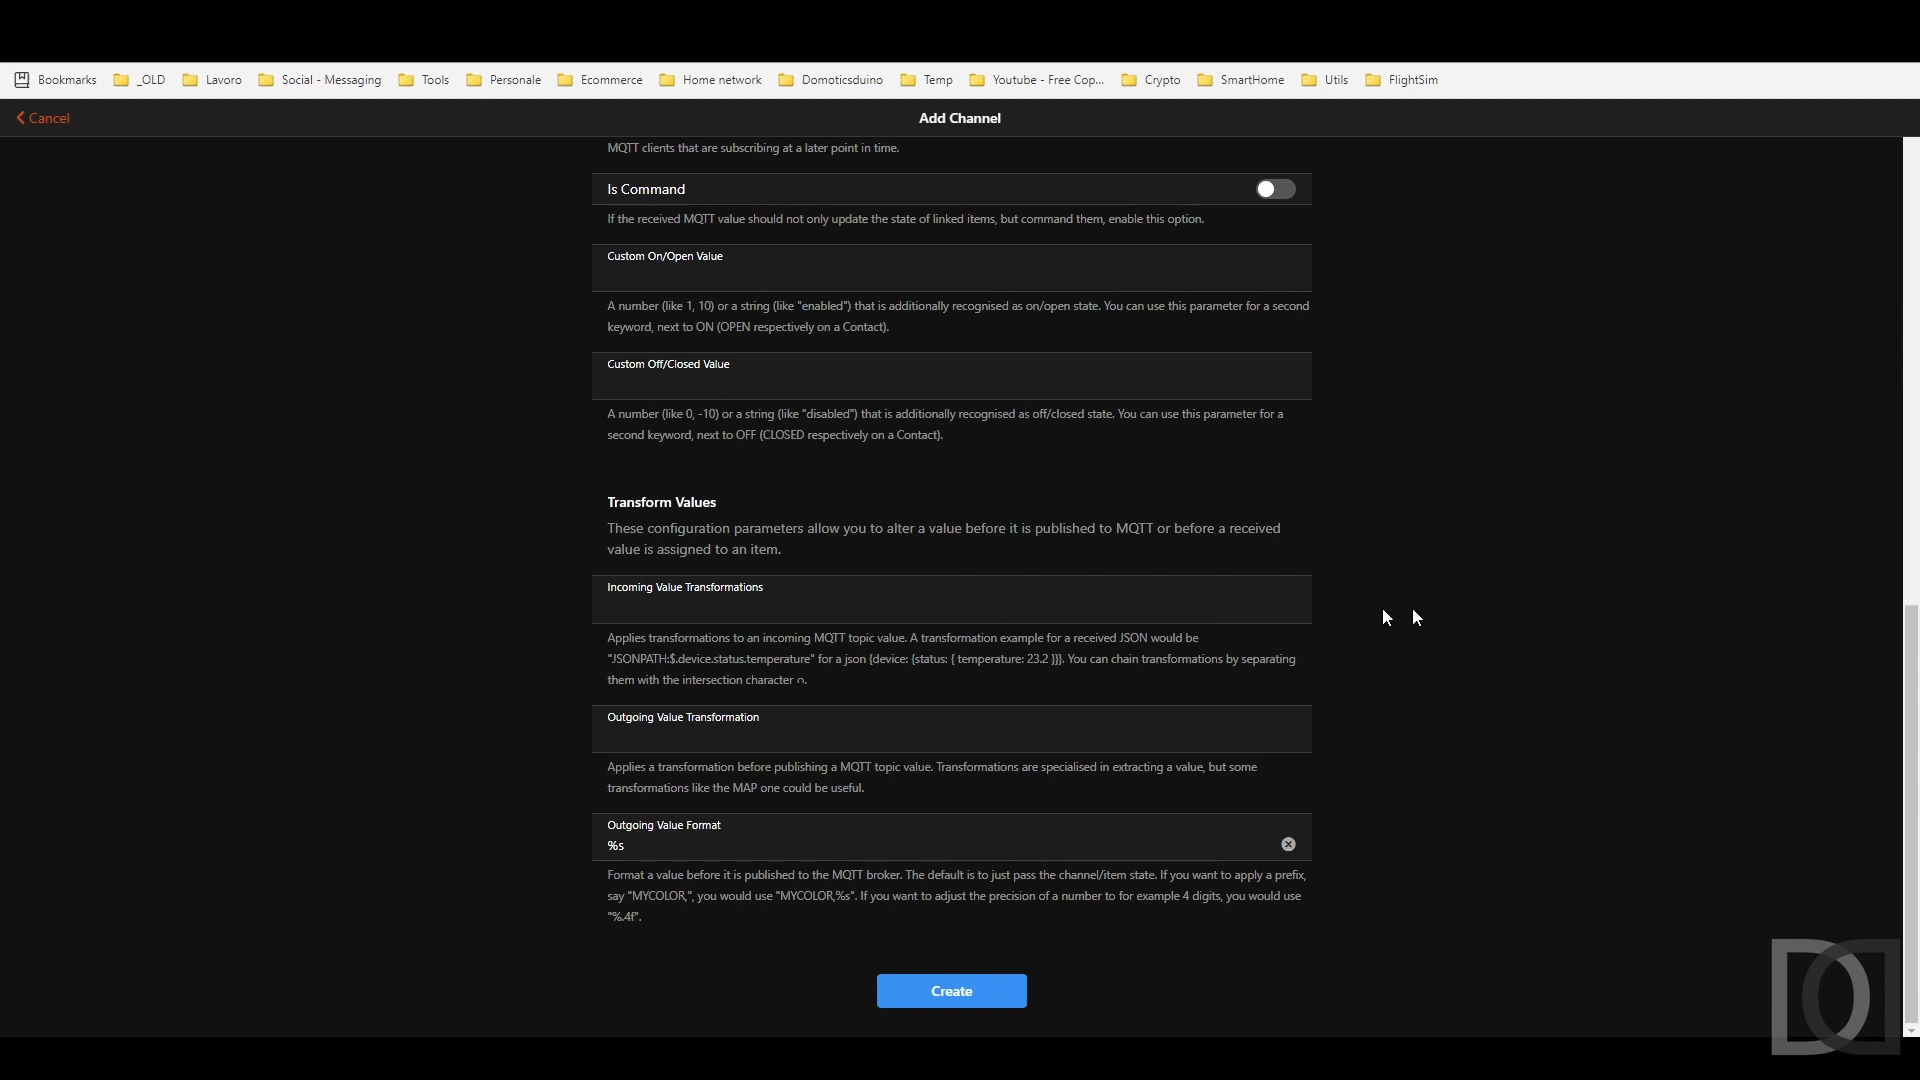 Bookmarks _OLD Lavoro Social - Messaging Tools Personale Ecommerce Home network Domoticsduino Temp Youtube - Free Cop... Crypto SmartHome Utils FlightSim
Cancel Add Channel
MQTT clients that are subscribing at a later point in time.
Is Command
If the received MQTT value should not only update the state of linked items, but command them, enable this option.
Custom On/Open Value
A number (like 1, 10) or a string (like "enabled") that is additionally recognised as on/open state. You can use this parameter for a second
keyword, next to ON (OPEN respectively on a Contact).
Custom Off/Closed Value
A number (like 0, -10) or a string (like "disabled") that is additionally recognised as off/closed state. You can use this parameter for a
second keyword, next to OFF (CLOSED respectively on a Contact).
Transform Values
These configuration parameters allow you to alter a value before it is published to MQTT or before a received
value is assigned to an item.
Incoming Value Transformations
Applies transformations to an incoming MQTT topic value. A transformation example for a received JSON would be
"JSONPATH:$.device.status.temperature" for a json {device: {status: { temperature: 23.2 }}}. You can chain transformations by separating
them with the intersection character ∩.
Outgoing Value Transformation
Applies a transformation before publishing a MQTT topic value. Transformations are specialised in extracting a value, but some
transformations like the MAP one could be useful.
Outgoing Value Format
%s
Format a value before it is published to the MQTT broker. The default is to just pass the channel/item state. If you want to apply a prefix,
say "MYCOLOR,", you would use "MYCOLOR,%s". If you want to adjust the precision of a number to for example 4 digits, you would use
"%.4f".
Create
DD